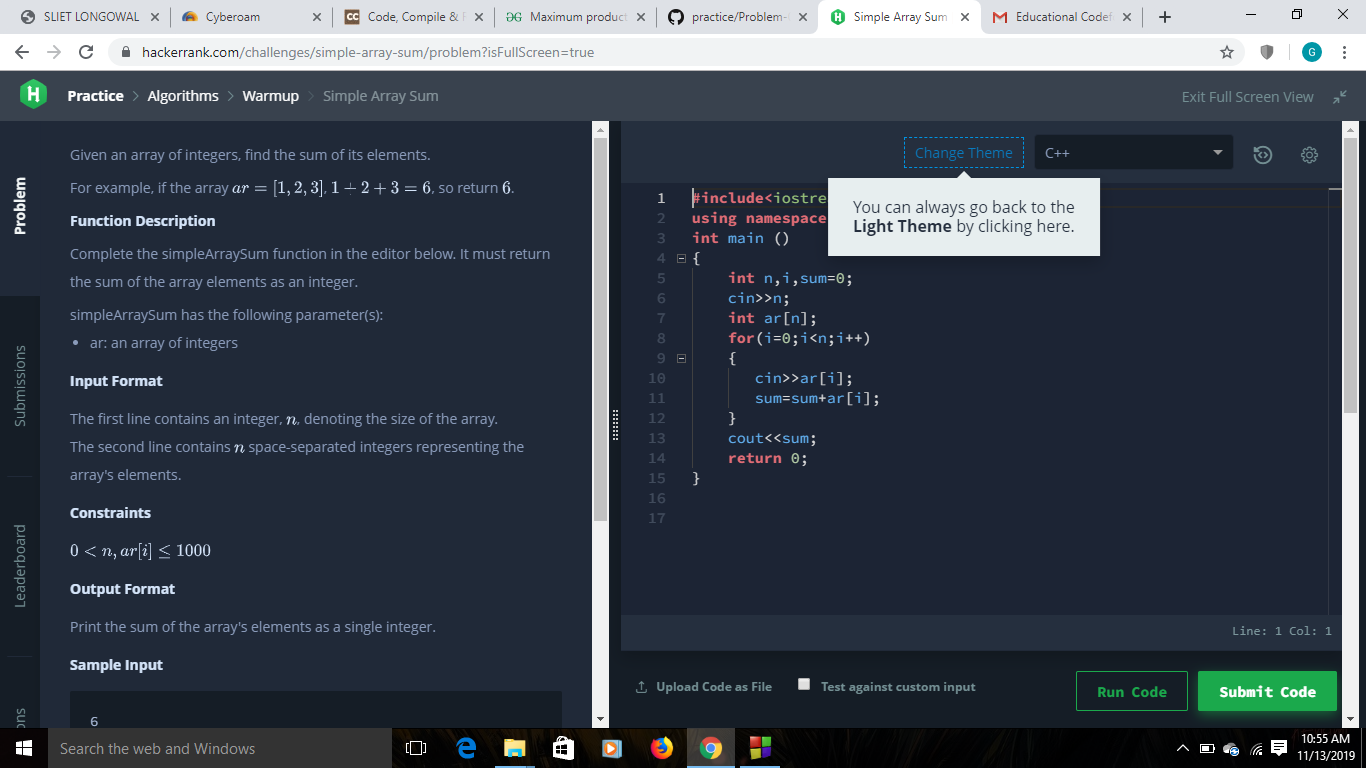 SLIET LONGOWAL
Cyberoam
Code, Compile &
Maximum product
practice/Problem-
Simple Array Sum
Educational Codef
hackerrank.com/challenges/simple-array-sum/problem?isFullScreen=true
G
H
Practice > Algorithms > Warmup > Simple Array Sum
Exit Full Screen View
Problem
Submissions
Leaderboard
Given an array of integers, find the sum of its elements.
For example, if the array ar = [1, 2, 3], 1 + 2 + 3 = 6, so return 6.
Function Description
Complete the simpleArraySum function in the editor below. It must return
the sum of the array elements as an integer.
simpleArraySum has the following parameter(s):
• ar: an array of integers
Input Format
The first line contains an integer, n, denoting the size of the array.
The second line contains n space-separated integers representing the
array's elements.
Constraints
0 < n, ar[i] ≤ 1000
Output Format
Print the sum of the array's elements as a single integer.
Sample Input
6
Change Theme
C++
You can always go back to the
Light Theme by clicking here.
1 #include<iostre
2 using namespace
3 int main ()
4 {
5 int n,i,sum=0;
6 cin>>n;
7 int ar[n];
8 for(i=0;i<n;i++)
9 {
10 cin>>ar[i];
11 sum=sum+ar[i];
12 }
13 cout<<sum;
14 return 0;
15 }
16
17
Line: 1 Col: 1
Upload Code as File
Test against custom input
Run Code
Submit Code
Search the web and Windows
10:55 AM
11/13/2019